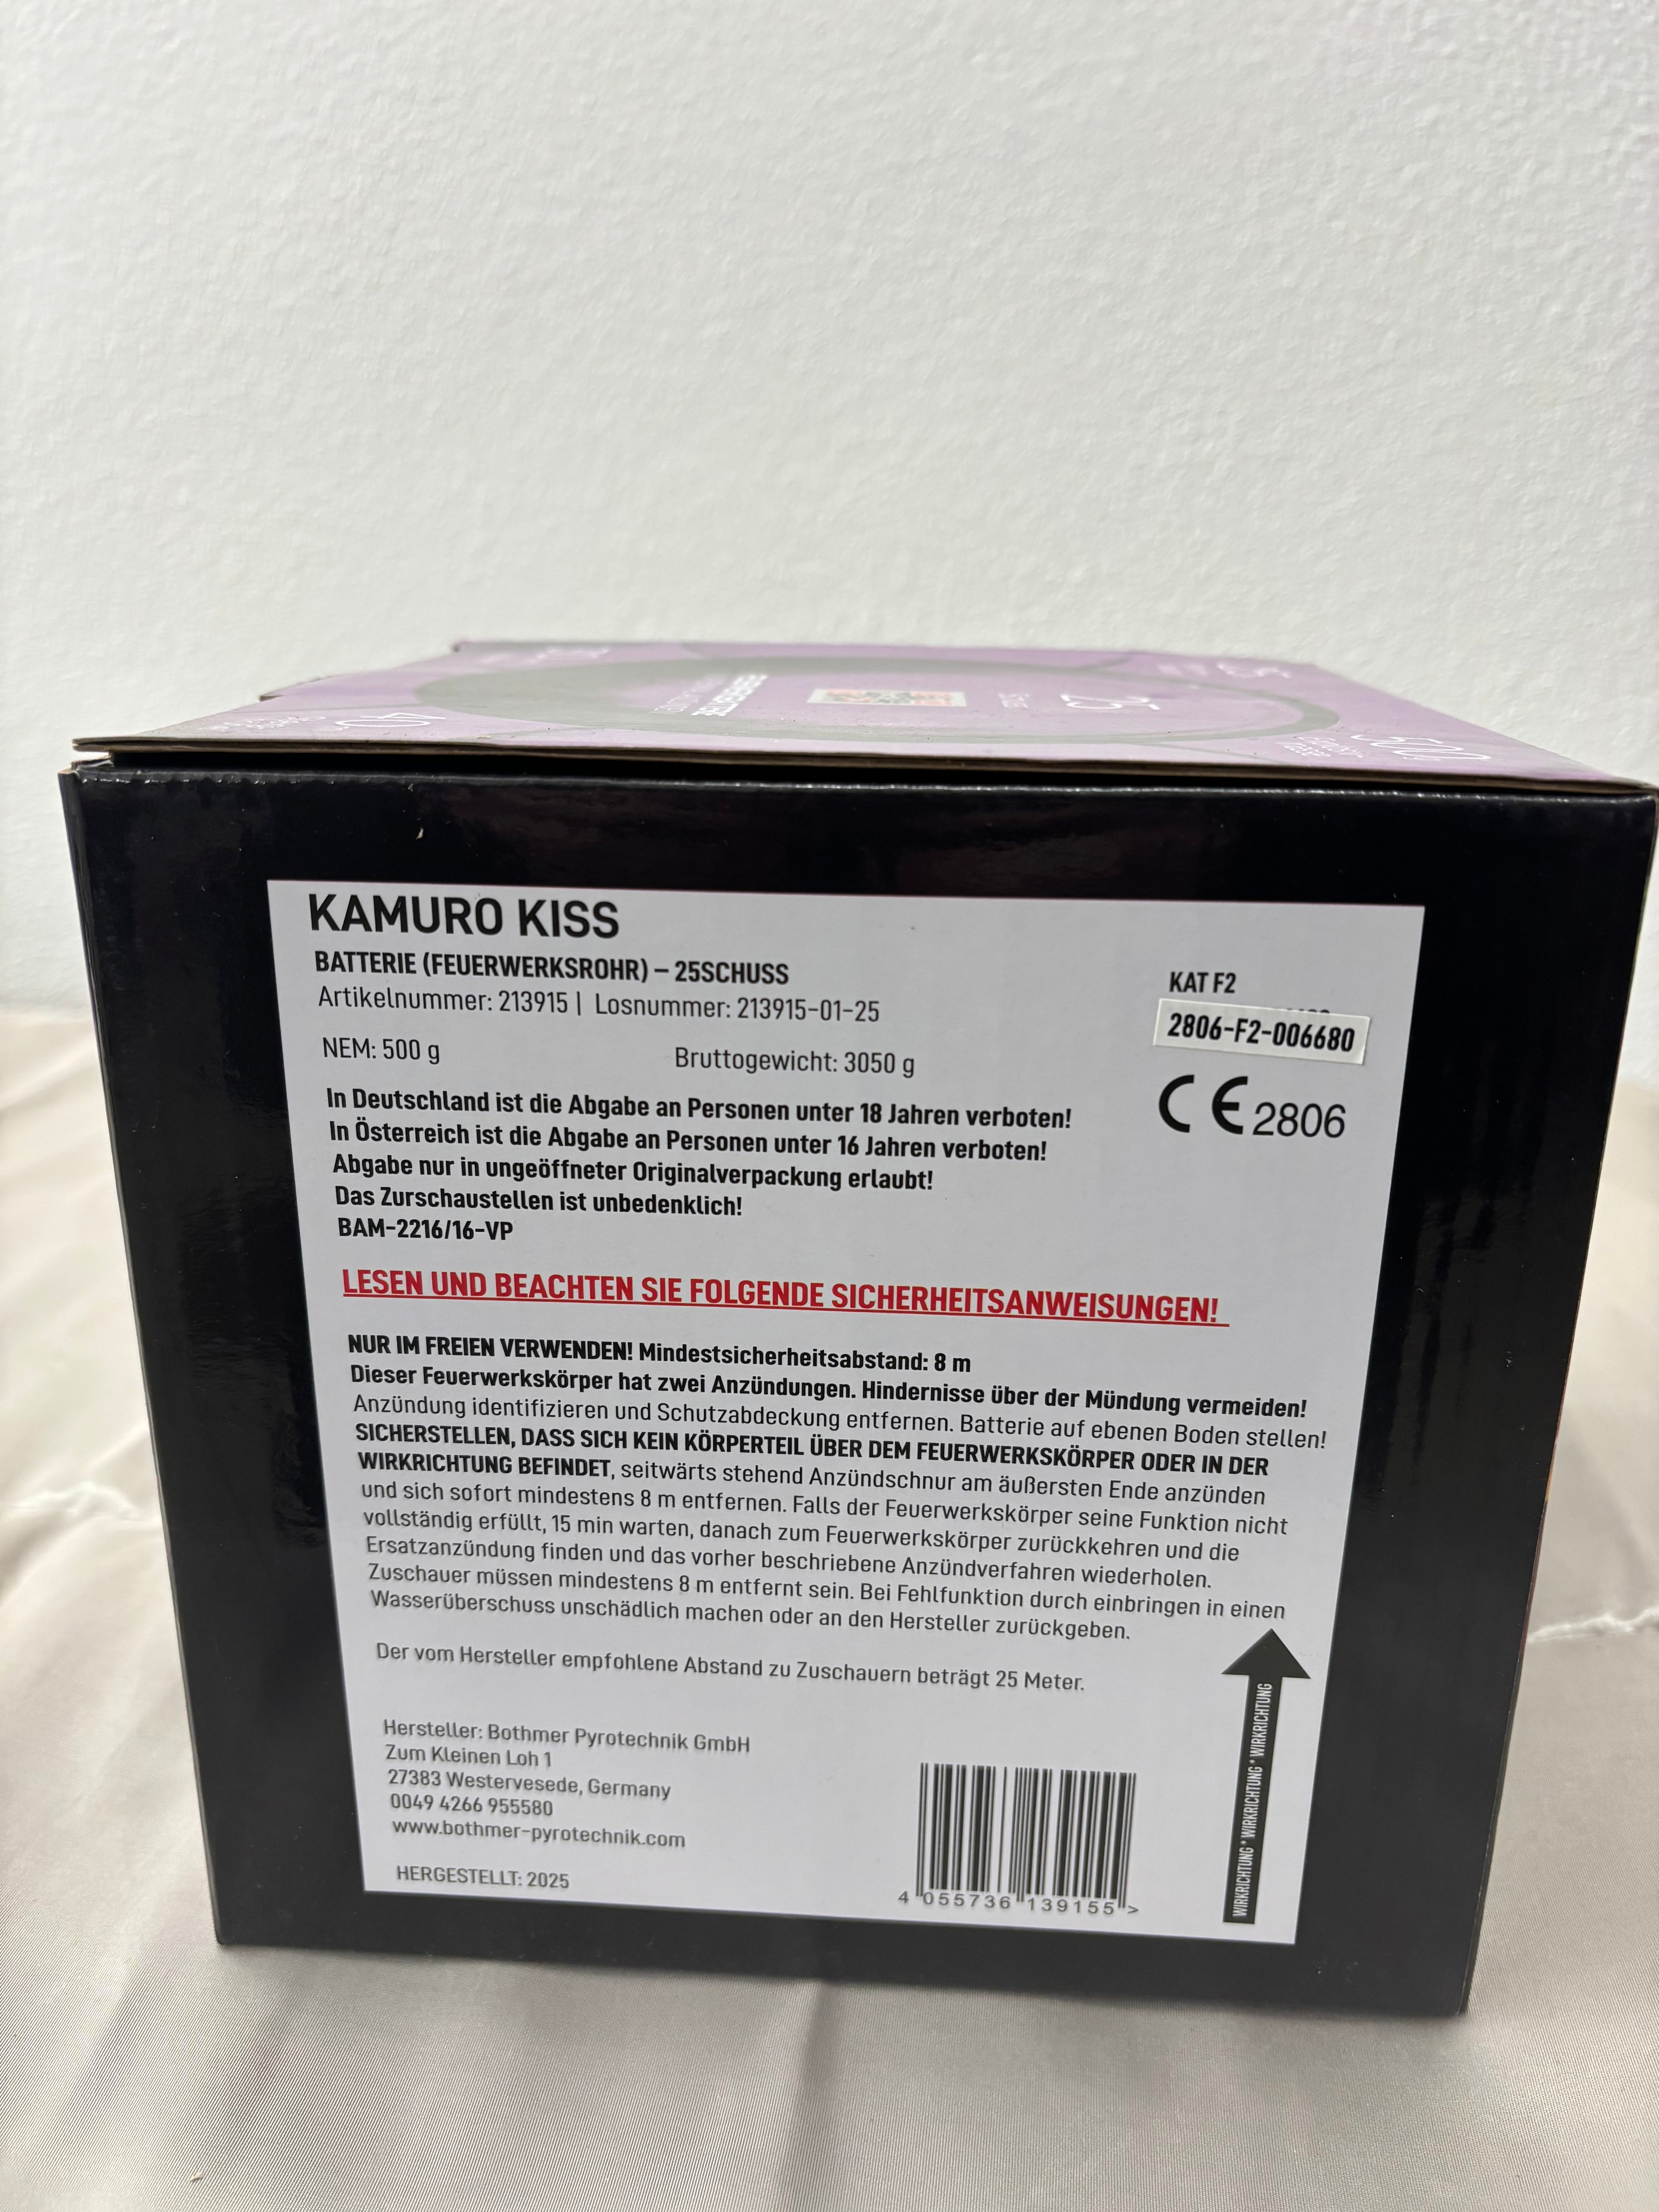 25
500
40
KAMURO KISS
BATTERIE (FEUERWERKSROHR) – 25SCHUSS
Artikelnummer: 213915 | Losnummer: 213915-01-25
KAT F2
2806-F2-006680
NEM: 500 g
Bruttogewicht: 3050 g
CE 2806
In Deutschland ist die Abgabe an Personen unter 18 Jahren verboten!
In Österreich ist die Abgabe an Personen unter 16 Jahren verboten!
Abgabe nur in ungeöffneter Originalverpackung erlaubt!
Das Zurschaustellen ist unbedenklich!
BAM-2216/16-VP
LESEN UND BEACHTEN SIE FOLGENDE SICHERHEITSANWEISUNGEN!
NUR IM FREIEN VERWENDEN! Mindestsicherheitsabstand: 8 m
Dieser Feuerwerkskörper hat zwei Anzündungen. Hindernisse über der Mündung vermeiden!
Anzündung identifizieren und Schutzabdeckung entfernen. Batterie auf ebenen Boden stellen!
SICHERSTELLEN, DASS SICH KEIN KÖRPERTEIL ÜBER DEM FEUERWERKSKÖRPER ODER IN DER
WIRKRICHTUNG BEFINDET, seitwärts stehend Anzündschnur am äußersten Ende anzünden
und sich sofort mindestens 8 m entfernen. Falls der Feuerwerkskörper seine Funktion nicht
vollständig erfüllt, 15 min warten, danach zum Feuerwerkskörper zurückkehren und die
Ersatzanzündung finden und das vorher beschriebene Anzündverfahren wiederholen.
Zuschauer müssen mindestens 8 m entfernt sein. Bei Fehlfunktion durch einbringen in einen
Wasserüberschuss unschädlich machen oder an den Hersteller zurückgeben.
Der vom Hersteller empfohlene Abstand zu Zuschauern beträgt 25 Meter.
Hersteller: Bothmer Pyrotechnik GmbH
Zum Kleinen Loh 1
27383 Westervesede, Germany
0049 4266 955580
www.bothmer-pyrotechnik.com
HERGESTELLT: 2025
4 055736 139155 >
WIRKRICHTUNG * WIRKRICHTUNG * WIRKRICHTUNG